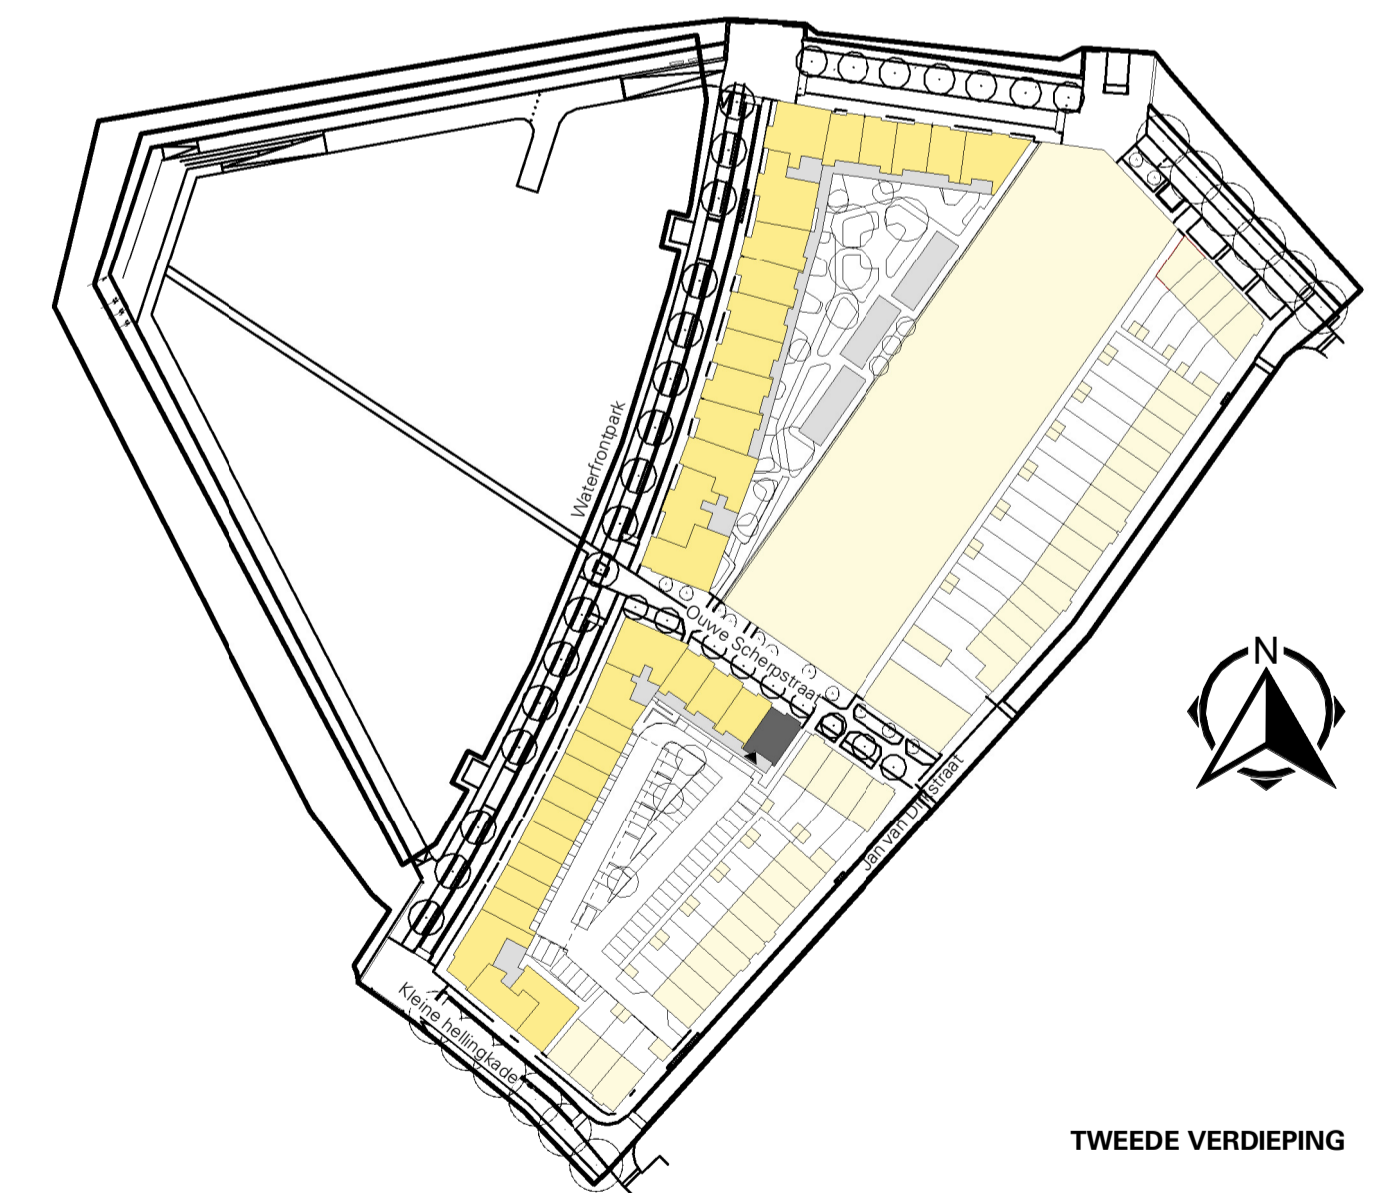 Waterfrontpark
Ouwe Scherpstraat
N
Jan van Dijkstraat
Kleine hellingkade
TWEEDE VERDIEPING